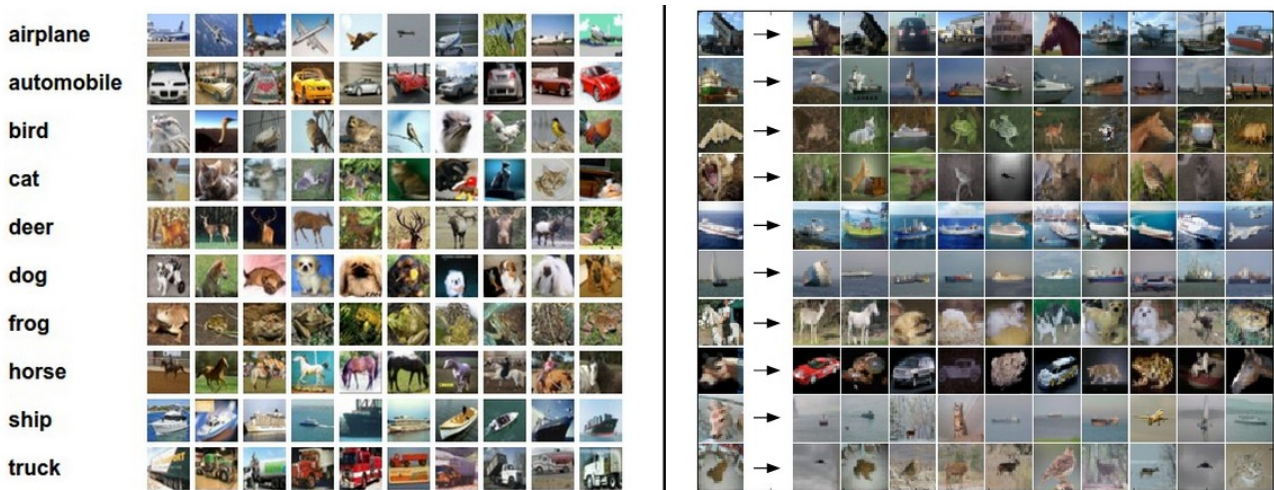 airplane
automobile
bird
cat
deer
dog
frog
horse
ship
truck